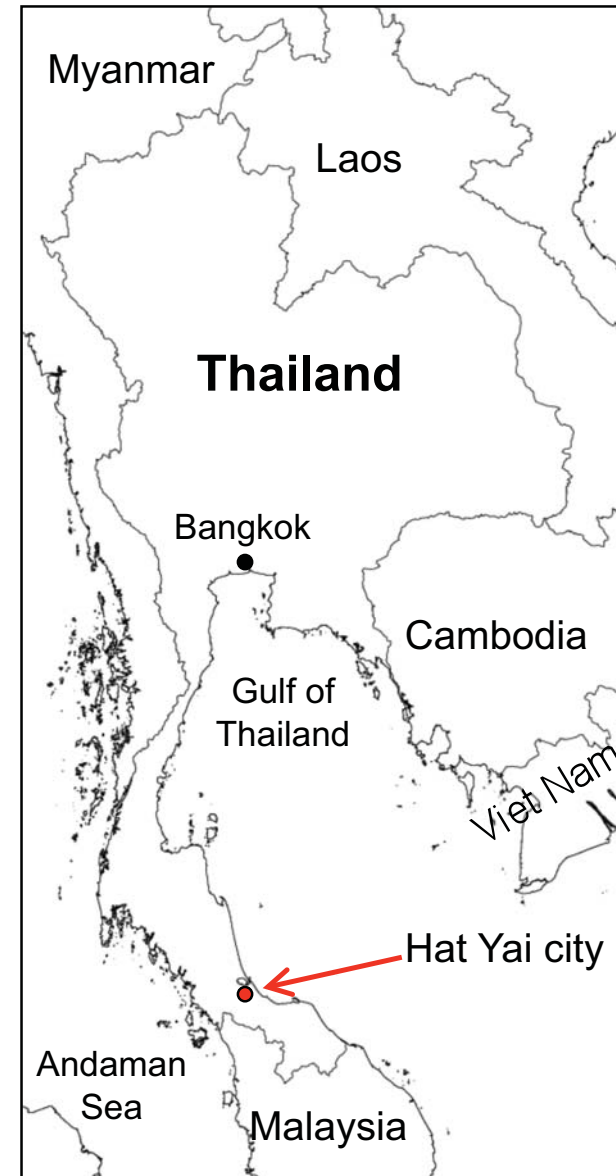 Myanmar
Laos
Thailand
Bangkok
Cambodia
Gulf of
Thailand
Viet Nam
Hat Yai city
Andaman
Sea
Malaysia